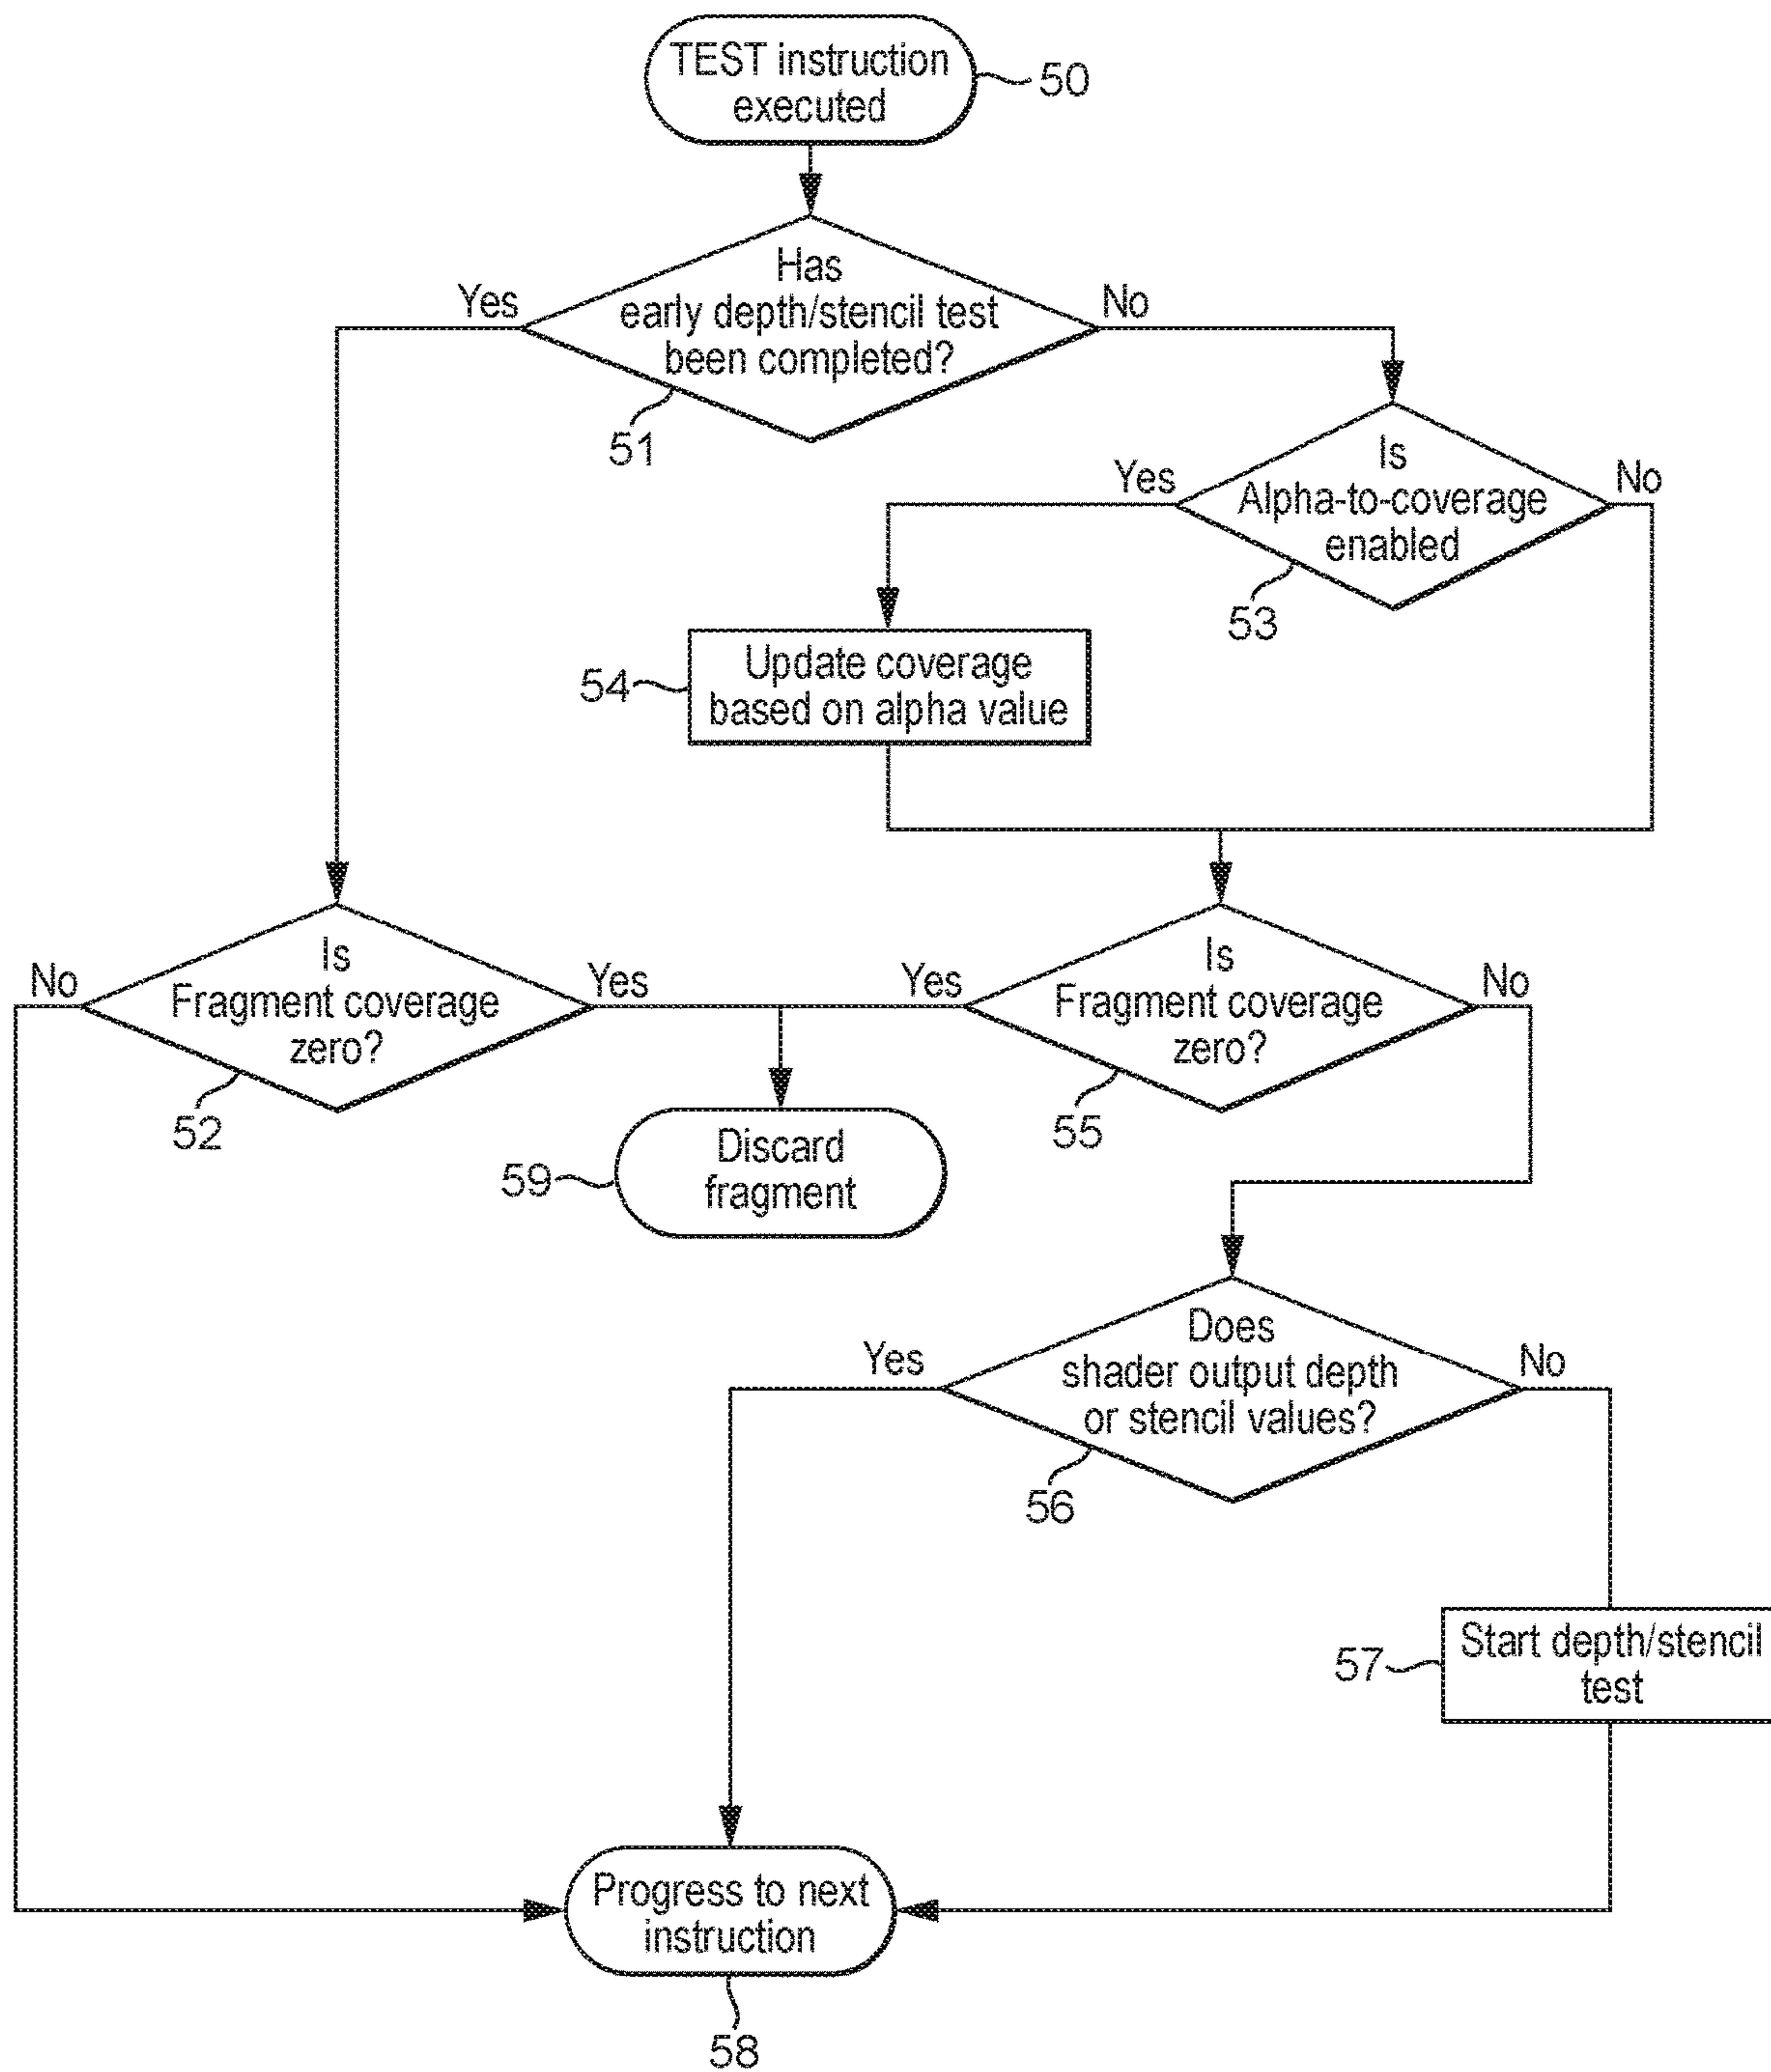 TEST instruction
executed
50
Has
early depth/stencil test
been completed?
Yes
No
51
Is
Alpha-to-coverage
enabled
Yes
No
53
Update coverage
based on alpha value
54
Is
Fragment coverage
zero?
No
Yes
52
Is
Fragment coverage
zero?
Yes
No
55
Discard
fragment
59
Does
shader output depth
or stencil values?
Yes
No
56
Start depth/stencil
test
57
Progress to next
instruction
58